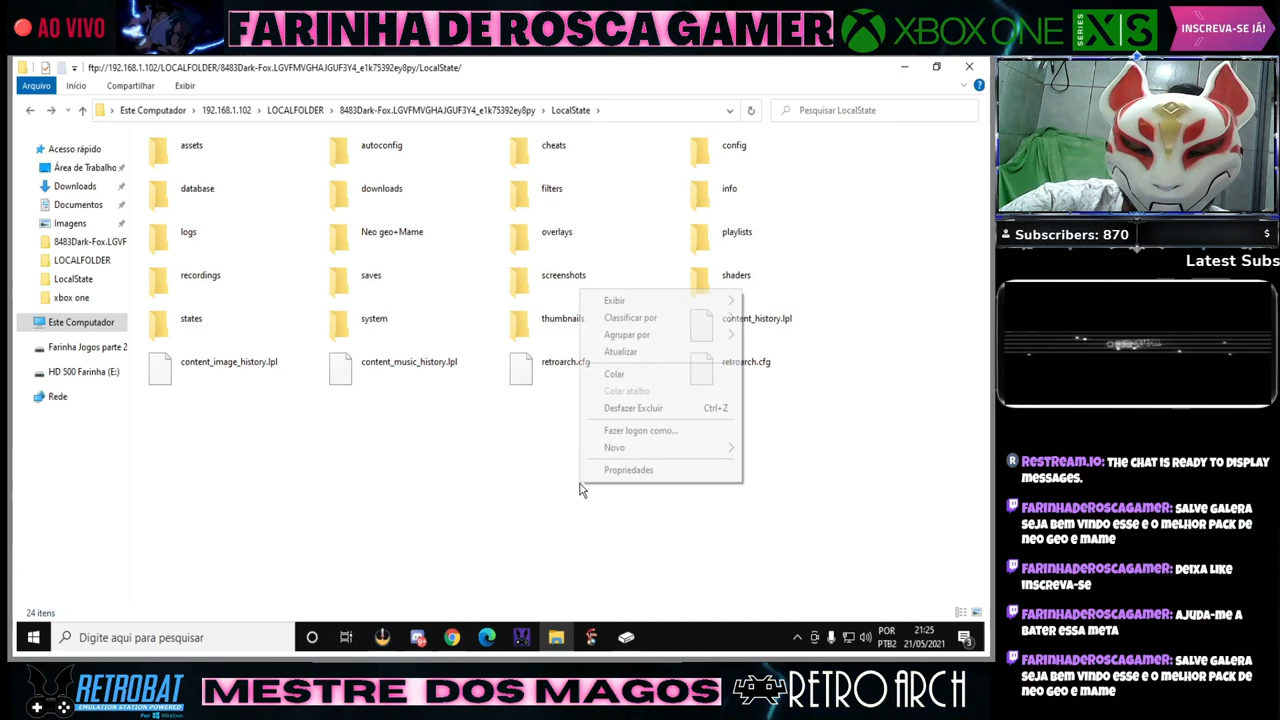 AO VIVO
FARINHA DE ROSCA GAMER
XBOX ONE
SERIES
X|S
INSCREVA-SE JÁ!
ftp://192.168.1.102/LOCALFOLDER/8483Dark-Fox.LGVFMVGHAJGUF3Y4_e1k75392ey8py/LocalState/
Arquivo Início Compartilhar Exibir
Este Computador 192.168.1.102 LOCALFOLDER 8483Dark-Fox.LGVFMVGHAJGUF3Y4_e1k75392ey8py LocalState
Pesquisar LocalState
Acesso rápido
Área de Trabalho
Downloads
Documentos
Imagens
8483Dark-Fox.LGVF
LOCALFOLDER
LocalState
xbox one
Este Computador
Farinha Jogos parte 2
HD 500 Farinha (E:)
Rede
assets autoconfig cheats config
database downloads filters info
logs Neo geo+Mame overlays playlists
recordings saves screenshots shaders
states system thumbnails content_history.lpl
content_image_history.lpl content_music_history.lpl retroarch.cfg retroarch.cfg
Exibir
Classificar por
Agrupar por
Atualizar
Colar
Colar atalho
Desfazer Excluir Ctrl+Z
Fazer logon como...
Novo
Propriedades
24 itens
Digite aqui para pesquisar
POR
PTB2
21:25
21/05/2021
3
Subscribers: 870
$
Latest Subs
Restream.io: The chat is ready to display
messages.
farinhaderoscagamer: salve galera
seja bem vindo esse e o melhor pack de
neo geo e mame
farinhaderoscagamer: deixa like
inscreva-se
farinhaderoscagamer: ajuda-me a
bater essa meta
farinhaderoscagamer: salve galera
seja bem vindo esse e o melhor pack de
neo geo e mame
RETROBAT
EMULATION STATION POWERED
For Windows
MESTRE DOS MAGOS
RETROARCH